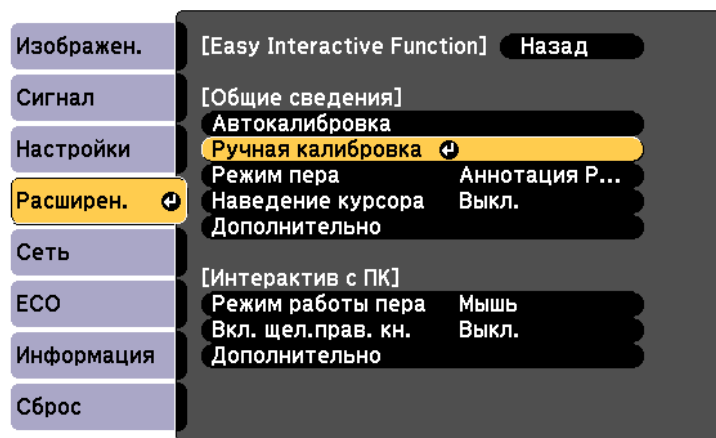 Изображен.
Сигнал
Настройки
Расширен.
Сеть
ECO
Информация
Сброс
[Easy Interactive Function] Назад
[Общие сведения]
Автокалибровка
Ручная калибровка
Режим пера Аннотация Р...
Наведение курсора Выкл.
Дополнительно
[Интерактив с ПК]
Режим работы пера Мышь
Вкл. щел.прав. кн. Выкл.
Дополнительно